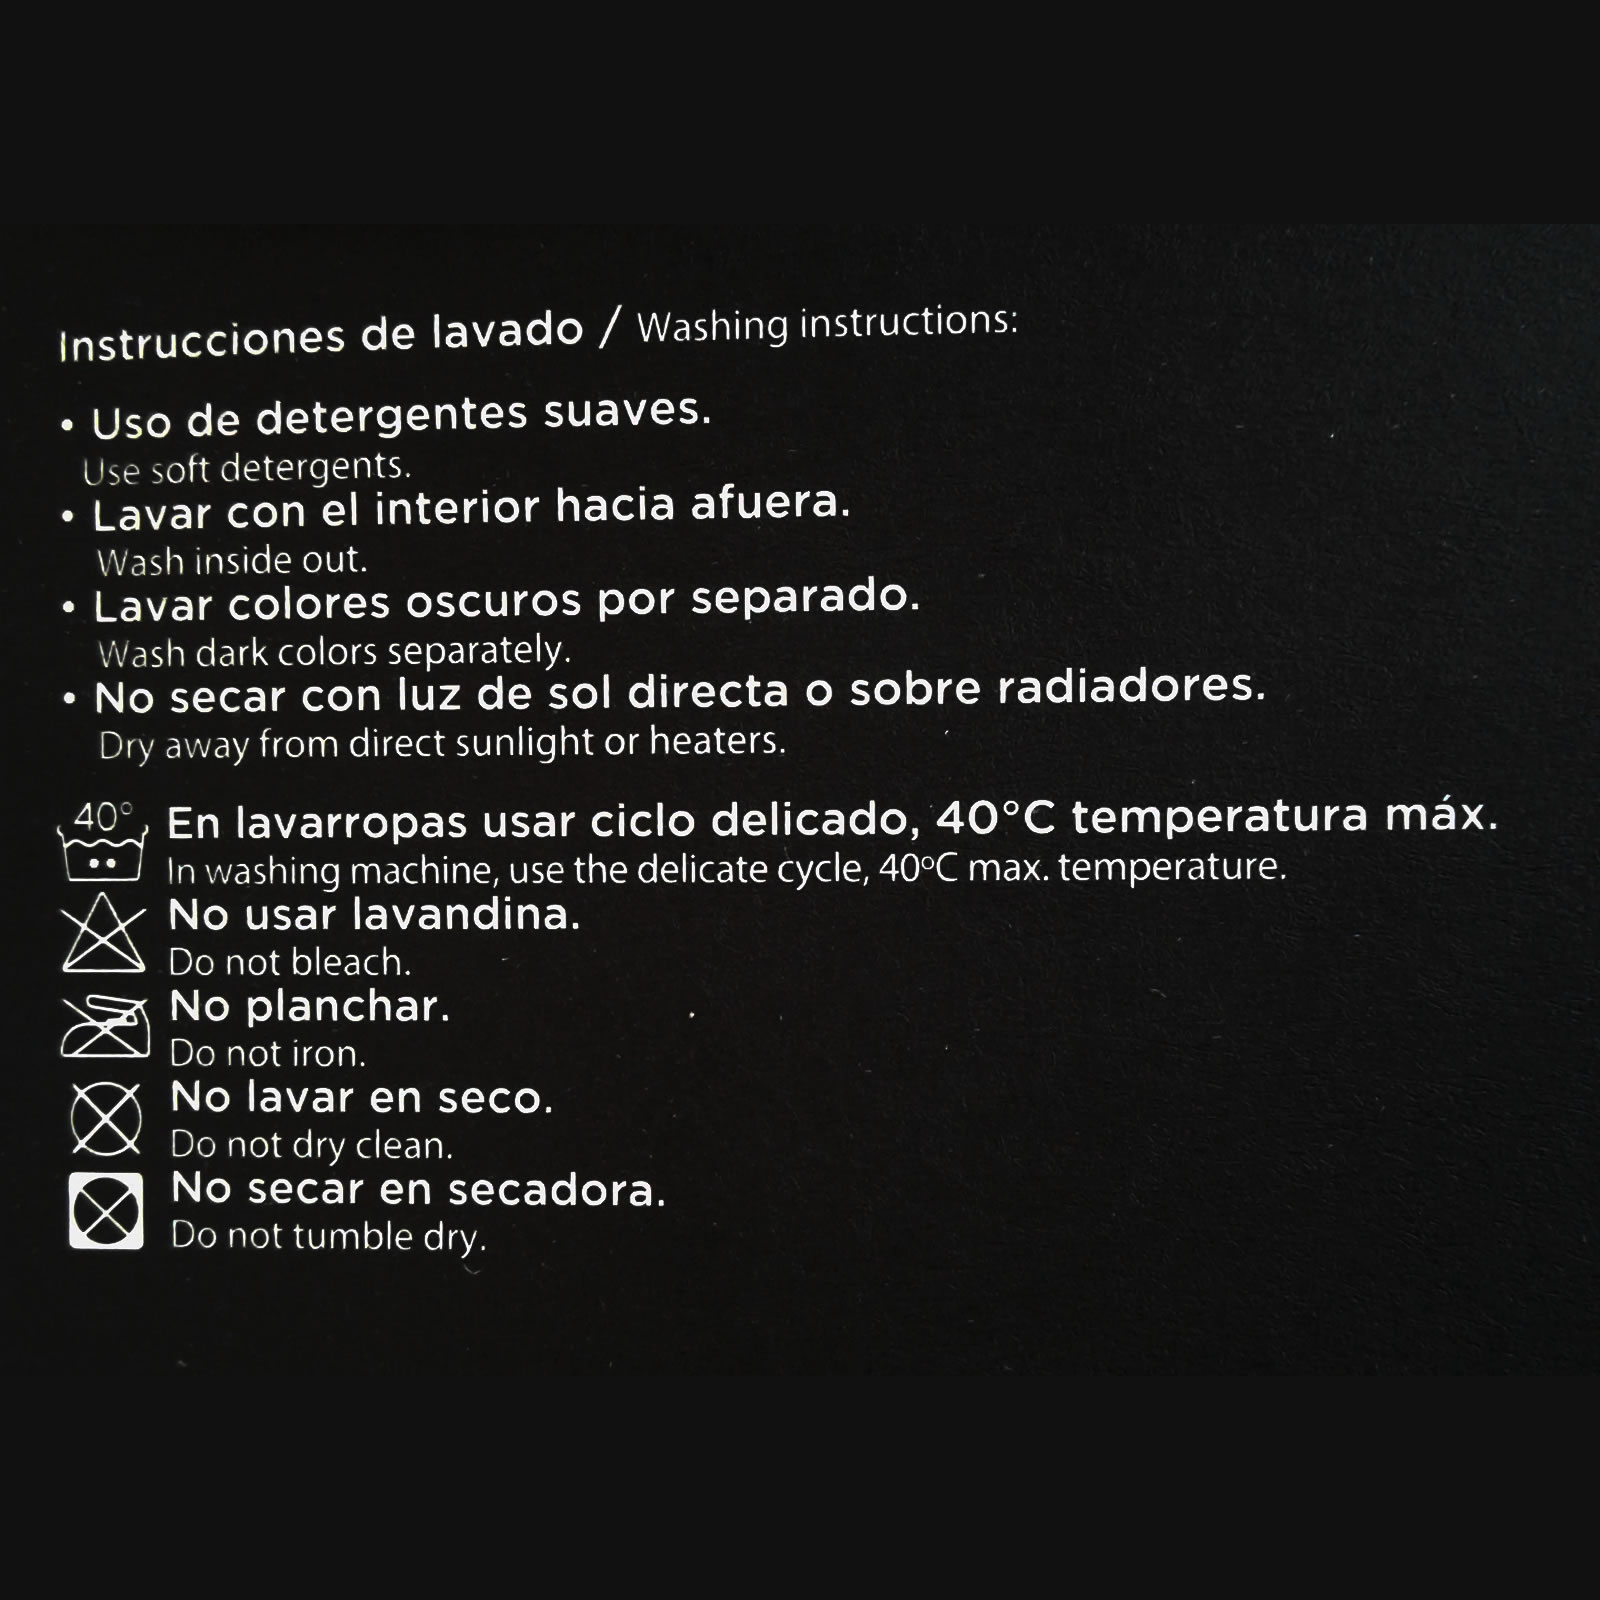 Instrucciones de lavado / Washing instructions:
• Uso de detergentes suaves.
Use soft detergents.
• Lavar con el interior hacia afuera.
Wash inside out.
• Lavar colores oscuros por separado.
Wash dark colors separately.
• No secar con luz de sol directa o sobre radiadores.
Dry away from direct sunlight or heaters.
40° En lavarropas usar ciclo delicado, 40°C temperatura máx.
In washing machine, use the delicate cycle, 40ºC max. temperature.
No usar lavandina.
Do not bleach.
No planchar.
Do not iron.
No lavar en seco.
Do not dry clean.
No secar en secadora.
Do not tumble dry.